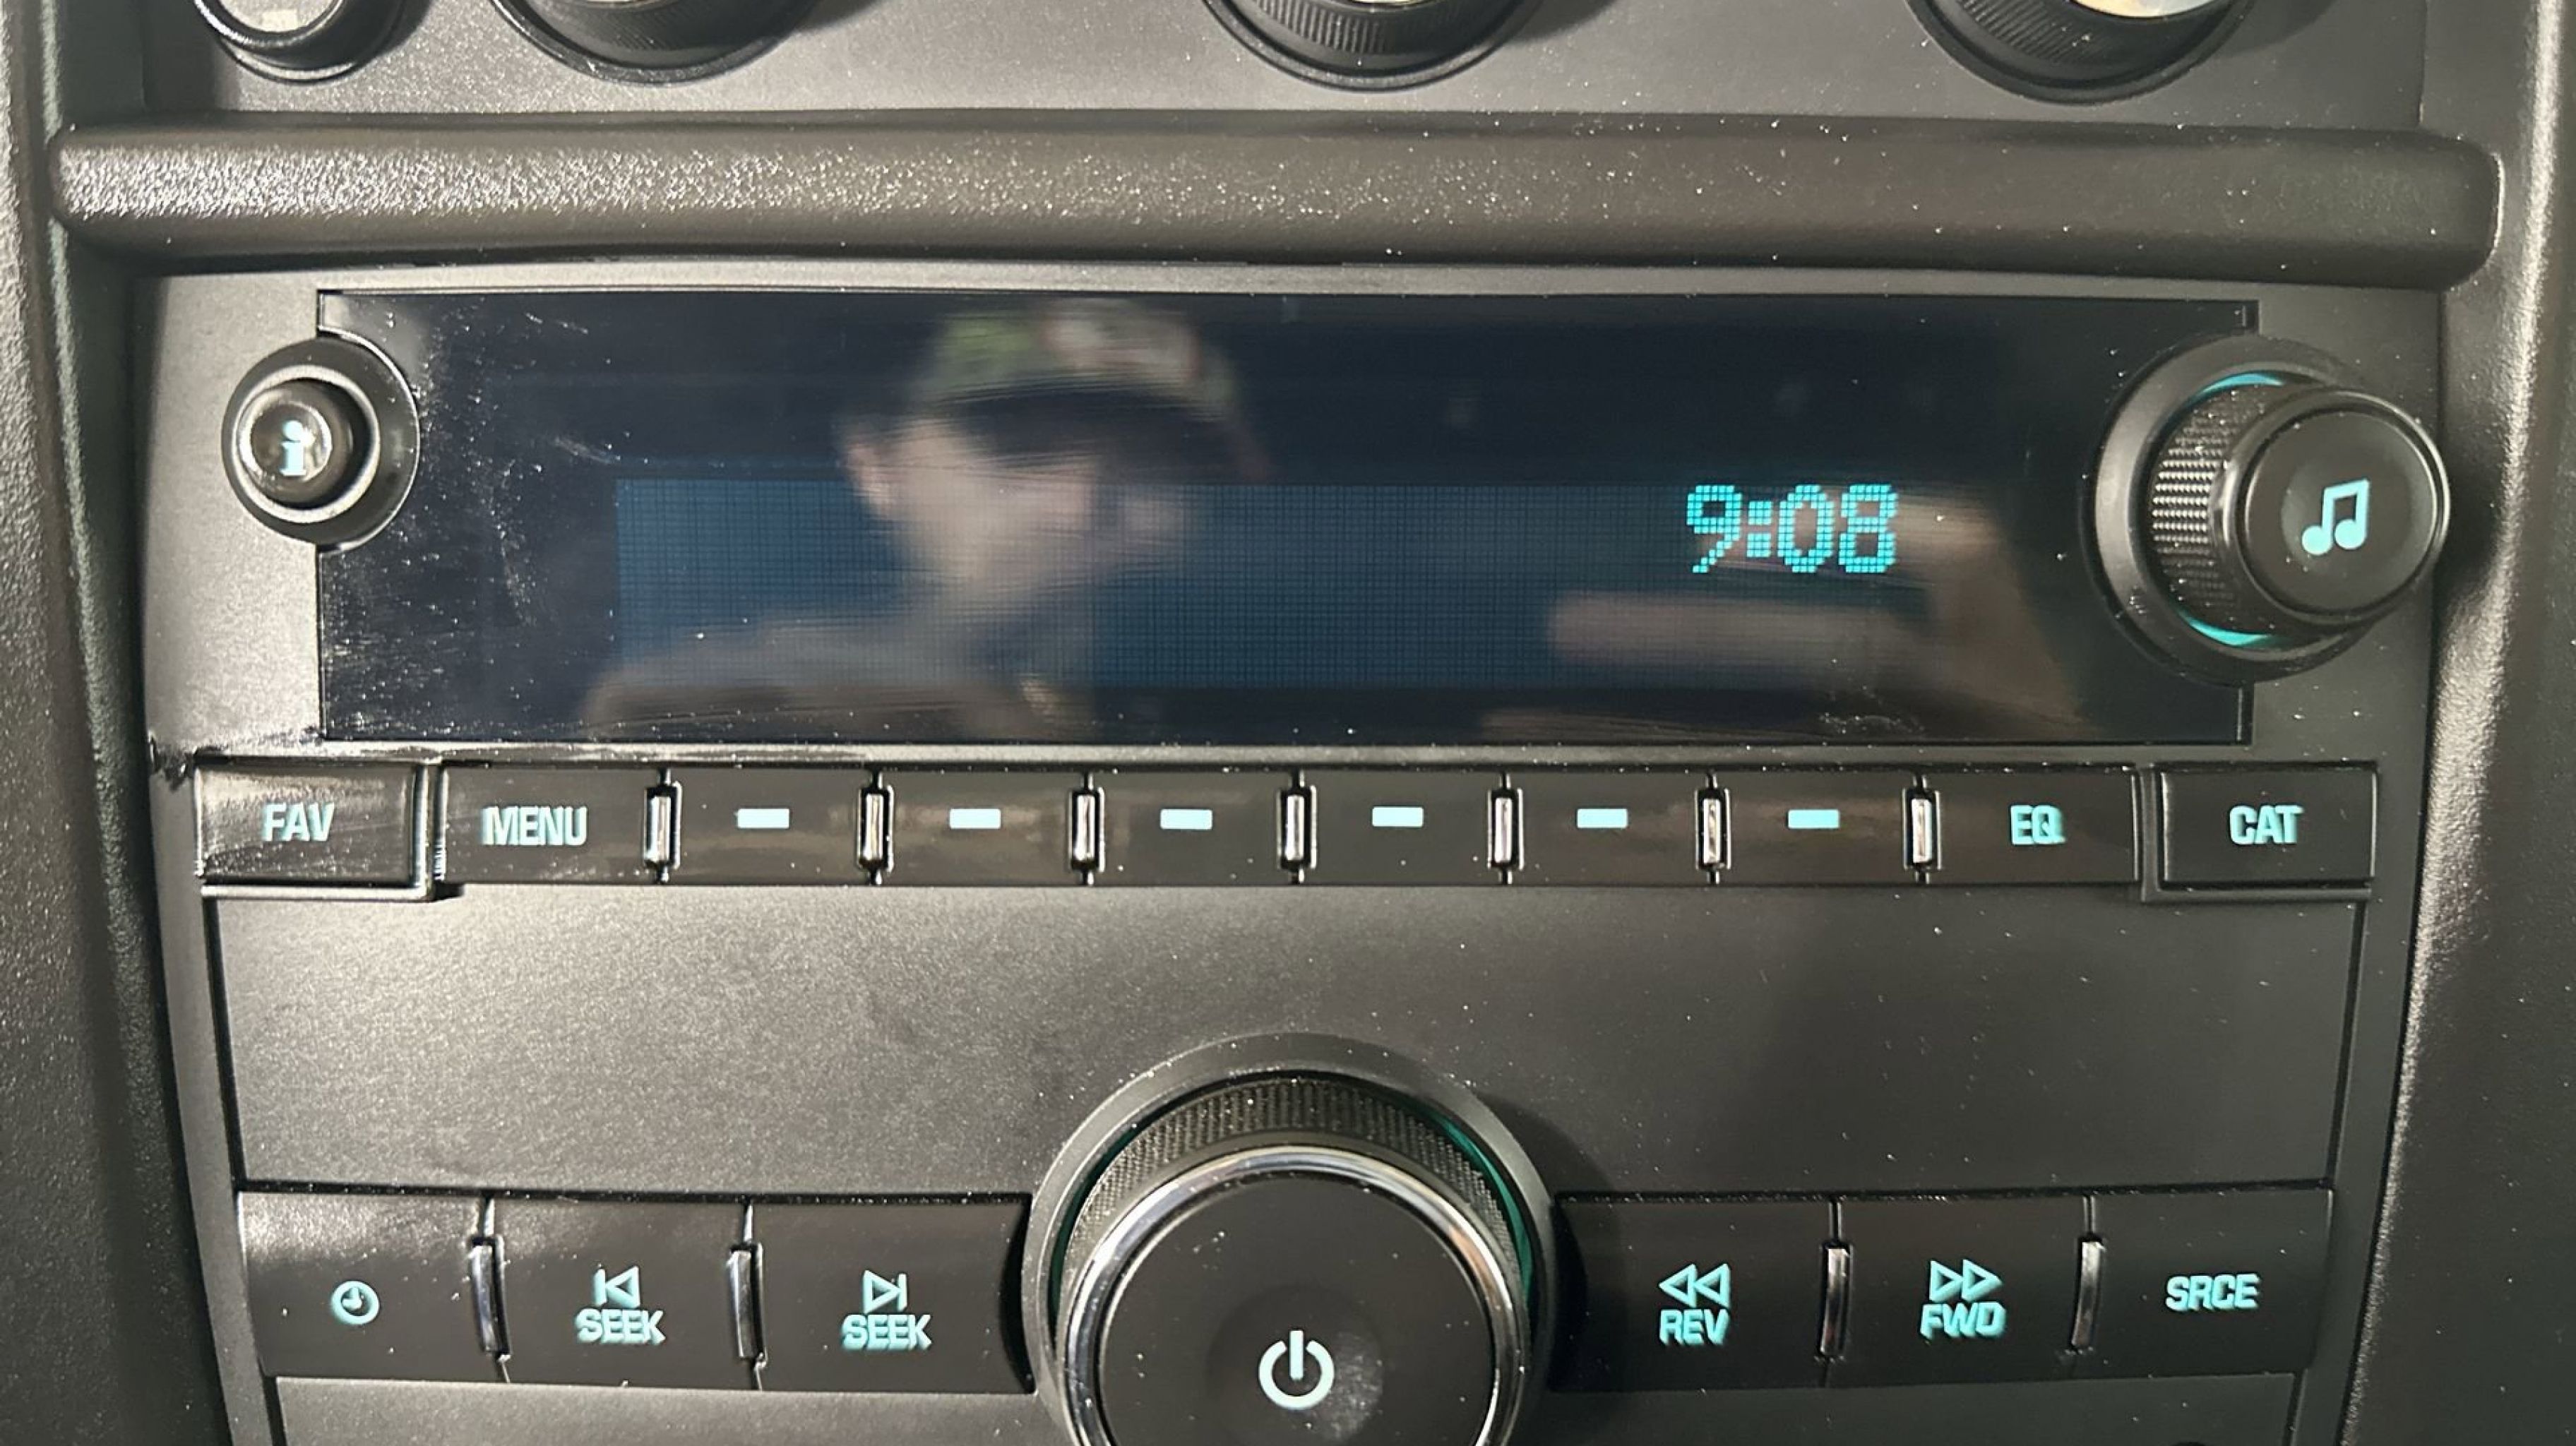 9:08
FAV MENU EQ CAT
SEEK SEEK REV FWD SRCE